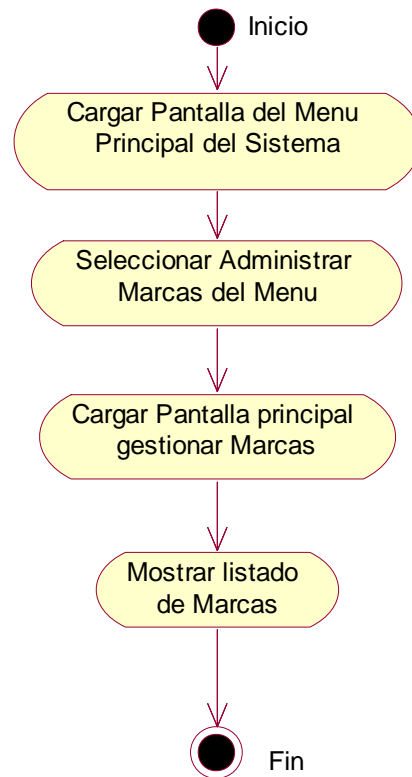 Inicio
Cargar Pantalla del Menu
Principal del Sistema
Seleccionar Administrar
Marcas del Menu
Cargar Pantalla principal
gestionar Marcas
Mostrar listado
de Marcas
Fin